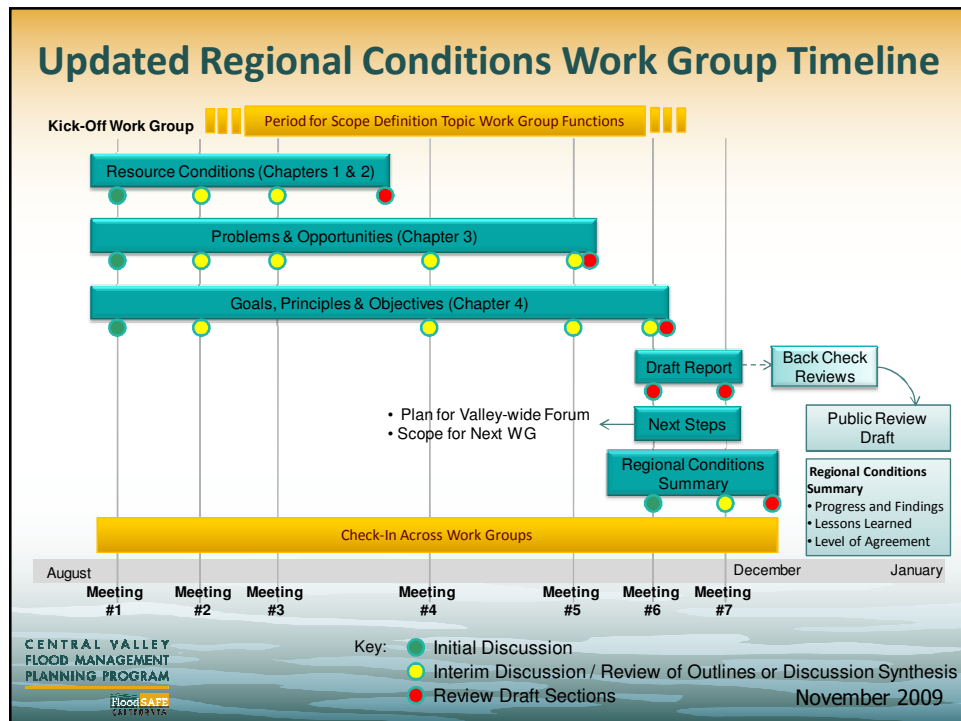 Updated Regional Conditions Work Group Timeline
Kick-Off Work Group
Period for Scope Definition Topic Work Group Functions
Resource Conditions (Chapters 1 & 2)
Problems & Opportunities (Chapter 3)
Goals, Principles & Objectives (Chapter 4)
Draft Report
Back Check
Reviews
• Plan for Valley-wide Forum
• Scope for Next WG
Next Steps
Public Review
Draft
Regional Conditions
Summary
Regional Conditions
Summary
• Progress and Findings
• Lessons Learned
• Level of Agreement
Check-In Across Work Groups
August
December
January
Meeting
#1
Meeting
#2
Meeting
#3
Meeting
#4
Meeting
#5
Meeting
#6
Meeting
#7
CENTRAL VALLEY
FLOOD MANAGEMENT
PLANNING PROGRAM
FloodSAFE
CALIFORNIA
Key:
Initial Discussion
Interim Discussion / Review of Outlines or Discussion Synthesis
Review Draft Sections
November 2009